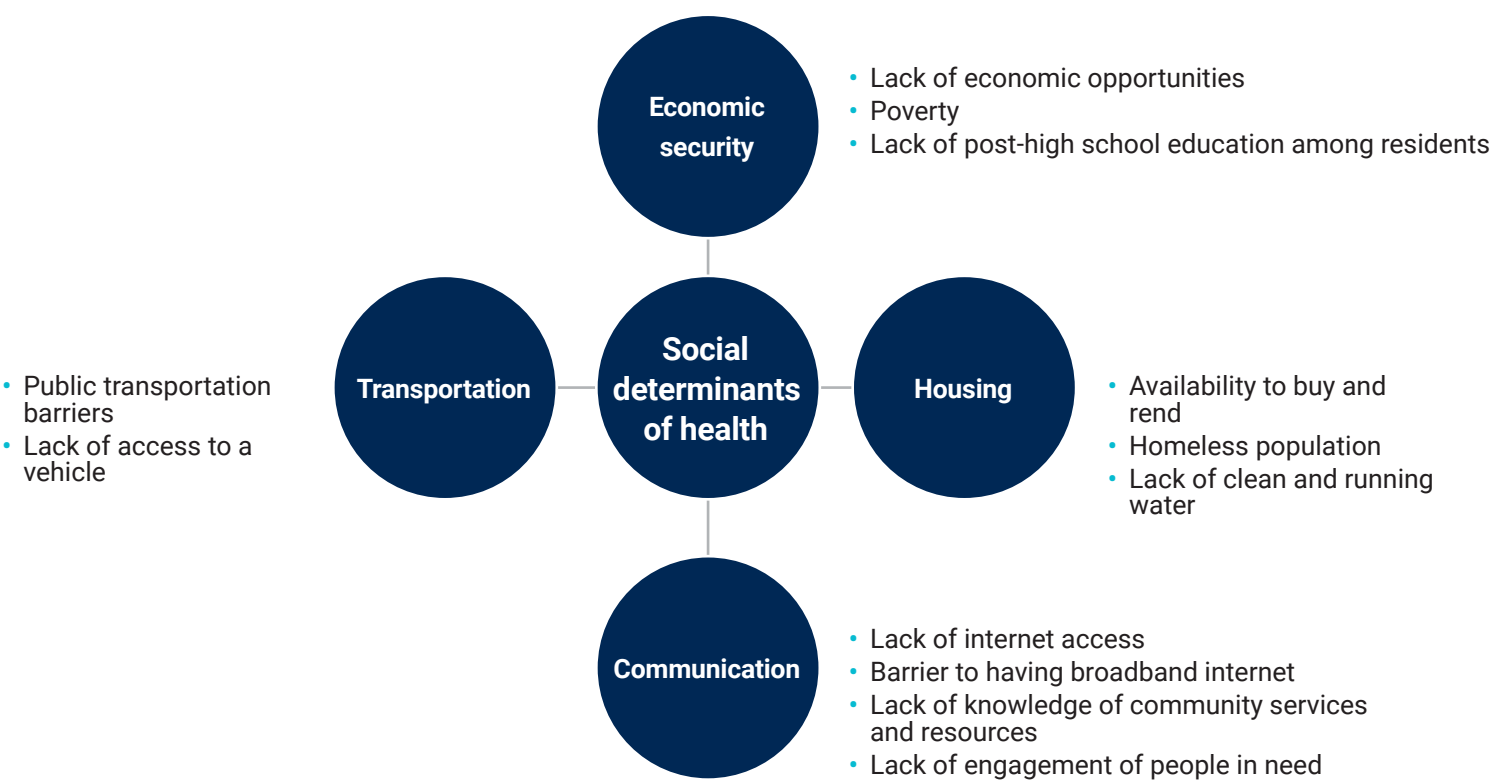 Economic
security
• Lack of economic opportunities
• Poverty
• Lack of post-high school education among residents
• Public transportation
barriers
• Lack of access to a
vehicle
Transportation
Social
determinants
of health
Housing
• Availability to buy and
rend
• Homeless population
• Lack of clean and running
water
Communication
• Lack of internet access
• Barrier to having broadband internet
• Lack of knowledge of community services
and resources
• Lack of engagement of people in need